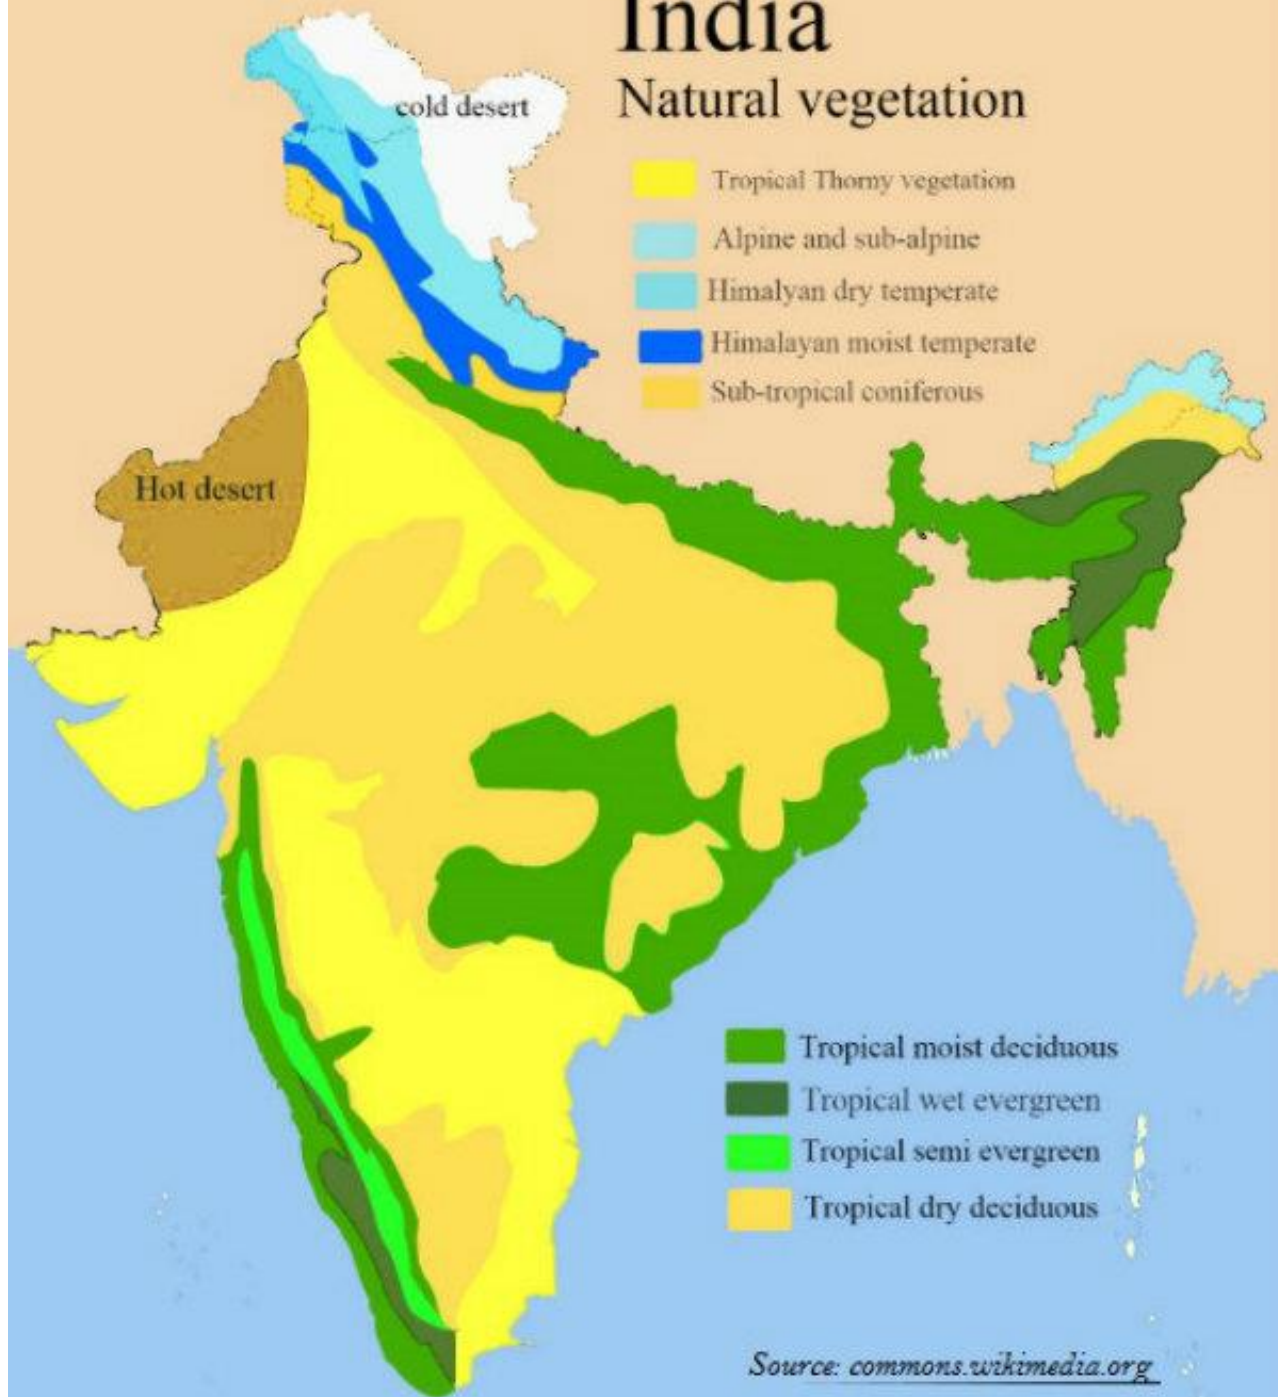 India
Natural vegetation
cold desert
Tropical Thorny vegetation
Alpine and sub-alpine
Himalyan dry temperate
Himalayan moist temperate
Sub-tropical coniferous
Hot desert
Tropical moist deciduous
Tropical wet evergreen
Tropical semi evergreen
Tropical dry deciduous
Source: commons.wikimedia.org